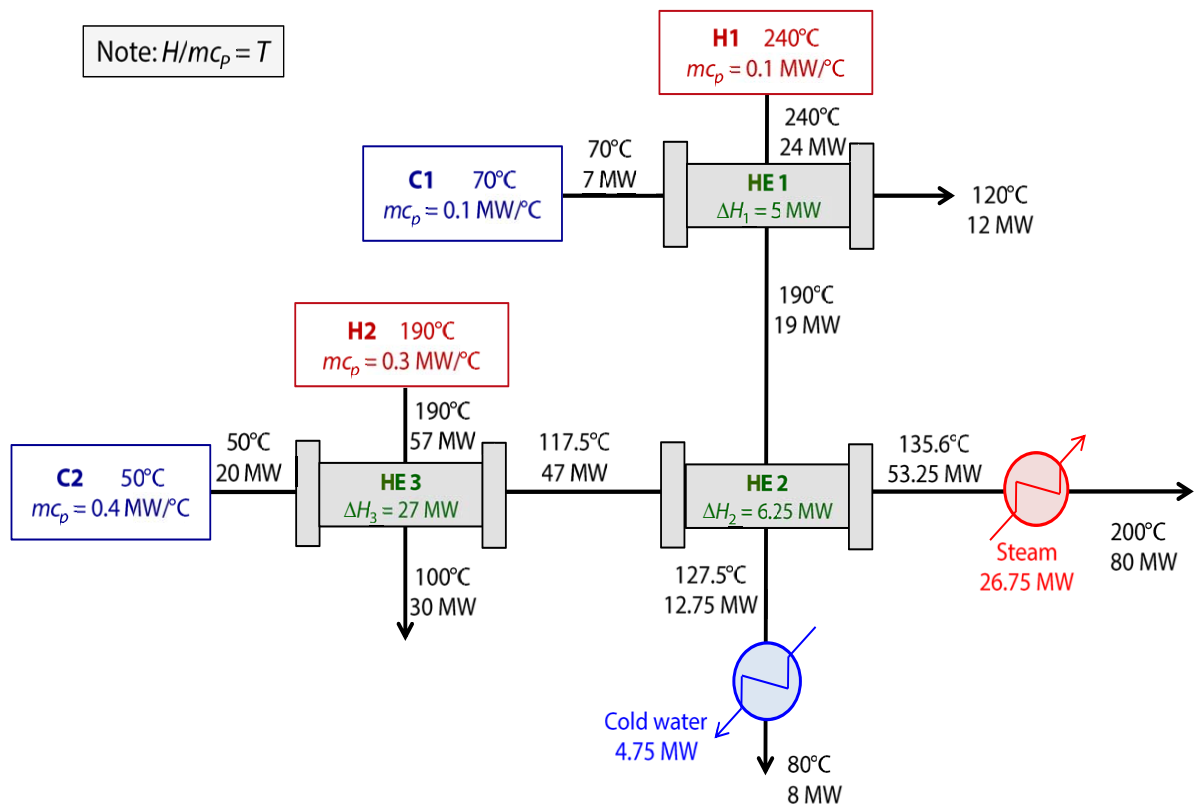 Note: H/mcP = T
H1 240°C
mcp = 0.1 MW/°C
240°C
24 MW
70°C
7 MW
C1 70°C
mcp = 0.1 MW/°C
HE 1
ΔH1 = 5 MW
120°C
12 MW
190°C
19 MW
H2 190°C
mcp = 0.3 MW/°C
190°C
57 MW
50°C
20 MW
117.5°C
47 MW
135.6°C
53.25 MW
C2 50°C
mcp = 0.4 MW/°C
HE 3
ΔH3 = 27 MW
HE 2
ΔH2 = 6.25 MW
200°C
80 MW
Steam
26.75 MW
100°C
30 MW
127.5°C
12.75 MW
Cold water
4.75 MW
80°C
8 MW